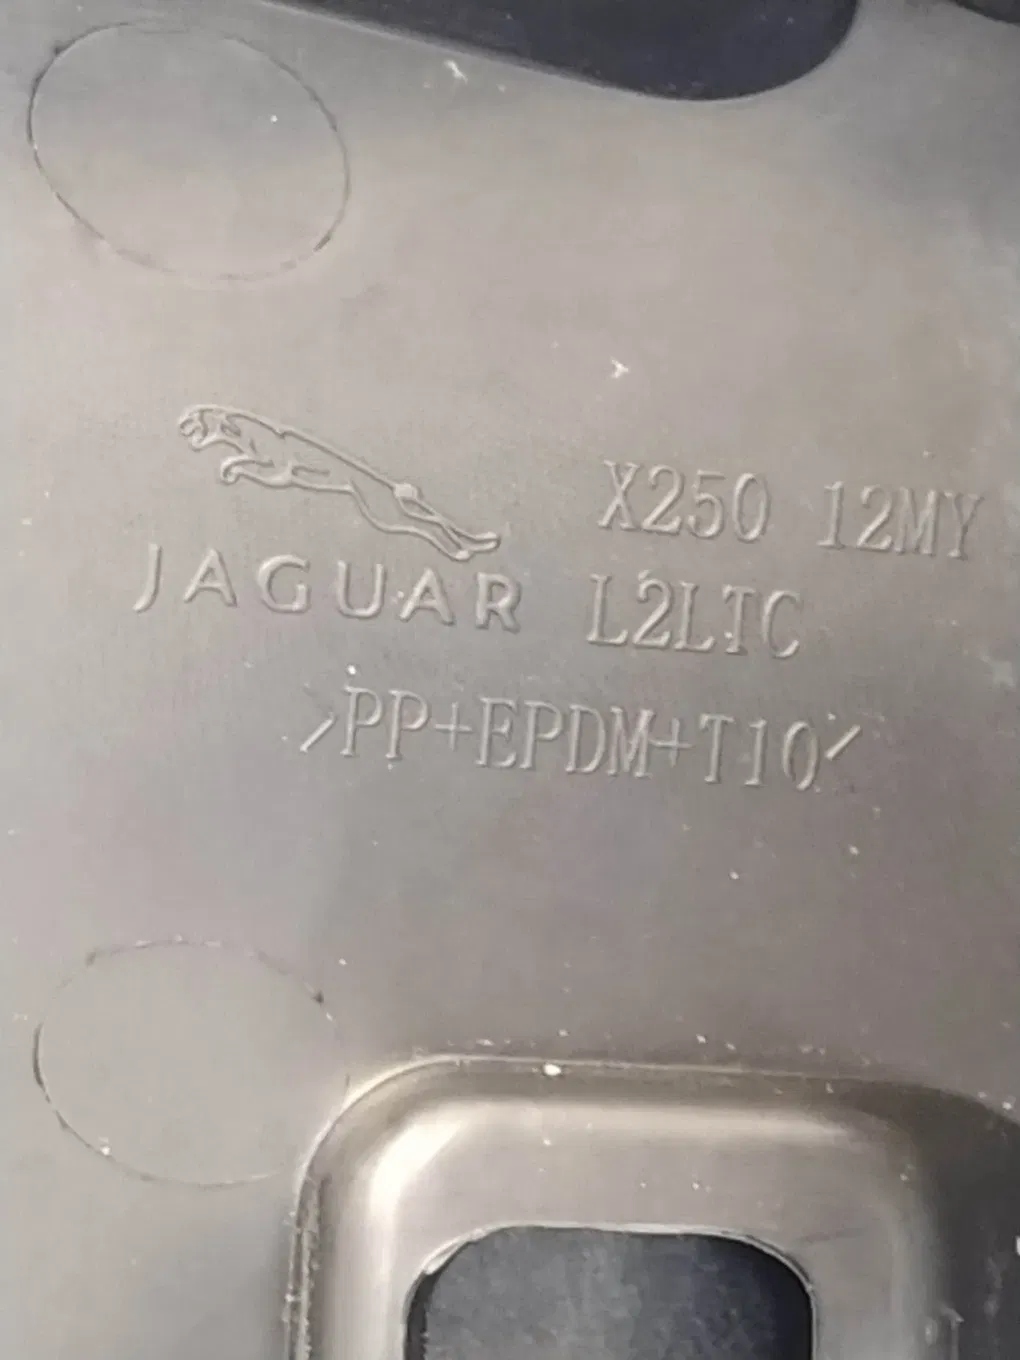 X250 12MY
JAGUAR L2LTC
>PP+EPDM+T10<